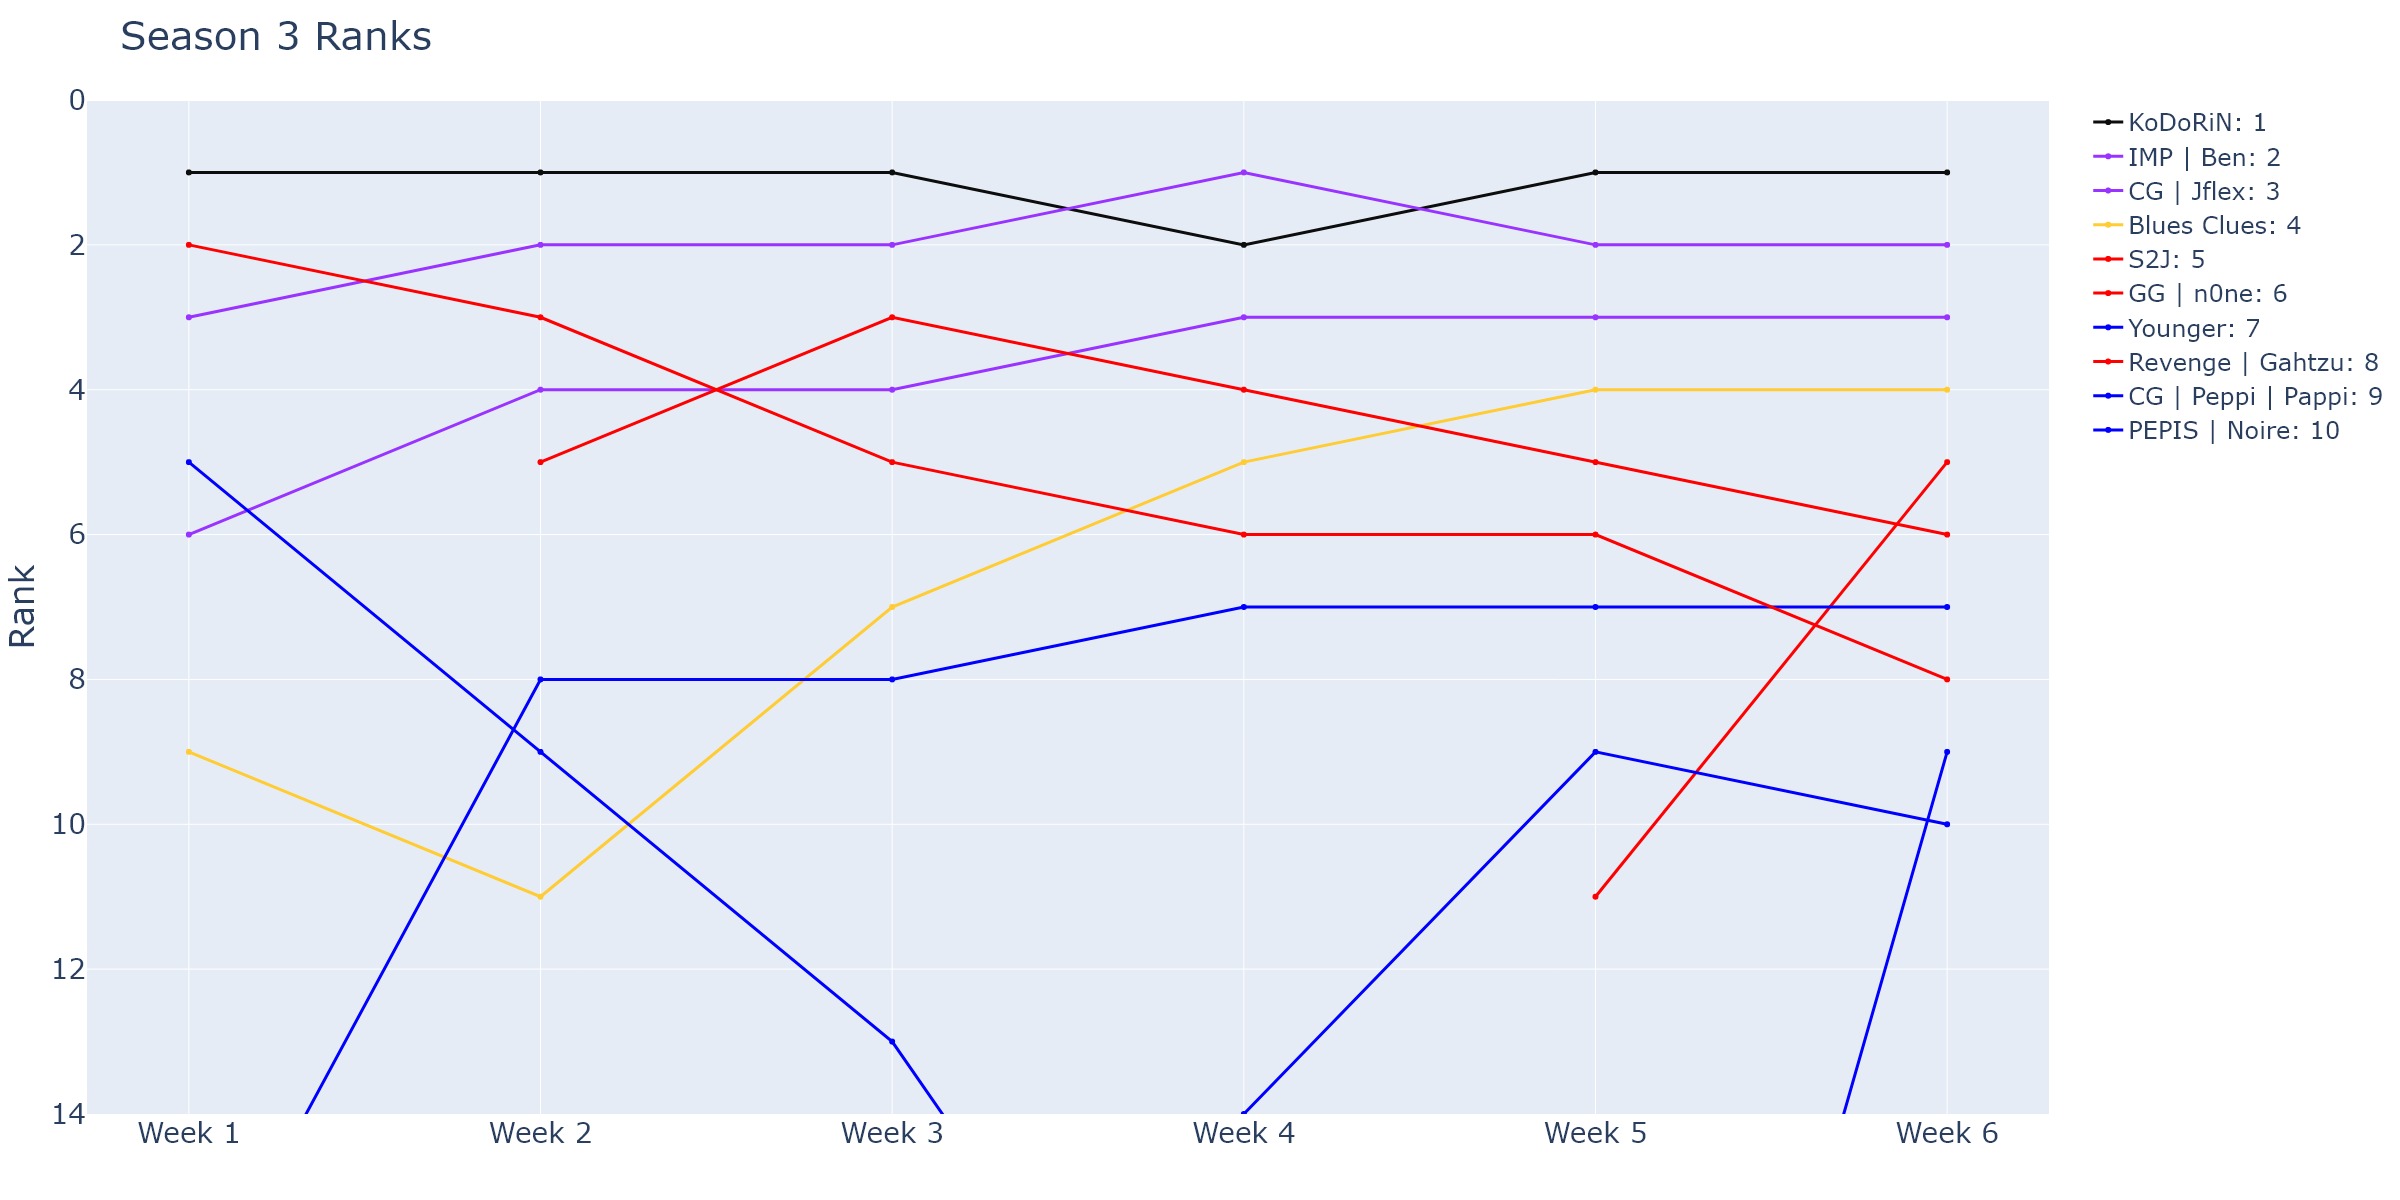 Season 3 Ranks
0
2
4
6
8
10
12
14
Rank
Week 1
Week 2
Week 3
Week 4
Week 5
Week 6
KoDoRiN: 1
IMP | Ben: 2
CG | Jflex: 3
Blues Clues: 4
S2J: 5
GG | n0ne: 6
Younger: 7
Revenge | Gahtzu: 8
CG | Peppi | Pappi: 9
PEPIS | Noire: 10